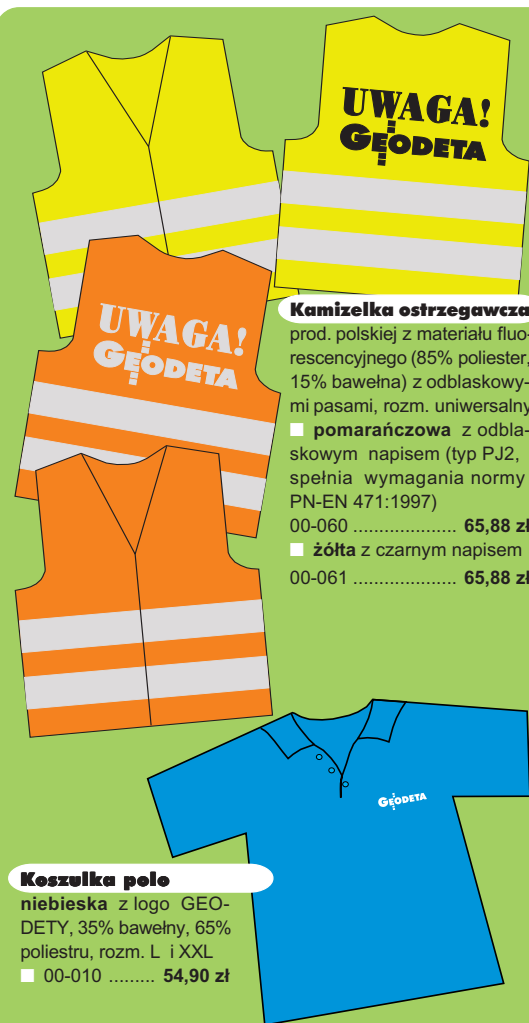 UWAGA!
GEODETA
UWAGA!
GEODETA
Kamizelka ostrzegawcza
prod. polskiej z materiału fluo-
rescencyjnego (85% poliester,
15% bawełna) z odblaskowy-
mi pasami, rozm. uniwersalny
■ pomarańczowa z odbla-
skowym napisem (typ PJ2,
spełnia wymagania normy
PN-EN 471:1997)
00-060 .................... 65,88 zł
■ żółta z czarnym napisem
00-061 .................... 65,88 zł
GEODETA
Koszulka polo
niebieska z logo GEO-
DETY, 35% bawełny, 65%
poliestru, rozm. L i XXL
■ 00-010 ......... 54,90 zł